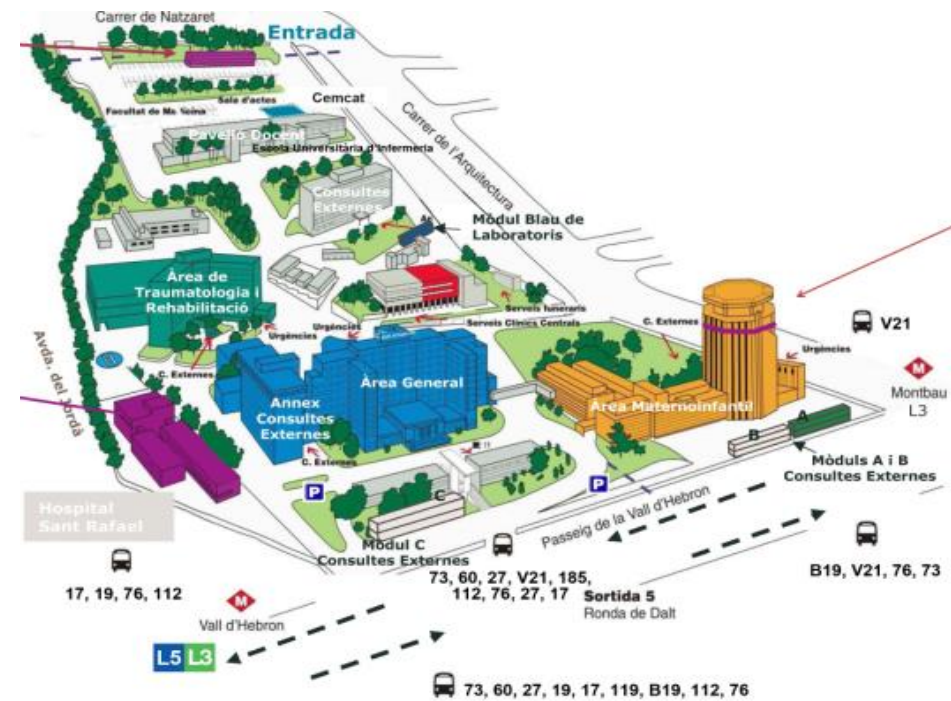 Carrer de Natzaret
Entrada
Cemcat
Sala d'actes
Pavelló Docent
Escola Universitària d'Infermeria
Carrer de l'Arquitectura
Consultes
Externes
Mòdul Blau de
Laboratoris
Àrea de
Traumatologia i
Rehabilitació
Serveis funeraris
Serveis Clínics Centrals
Urgències
Urgències
C. Externes
Urgències
V21
M
Montbau
L3
Avda. del Jordà
C. Externes
Àrea General
Annex
Consultes
Externes
C. Externes
Àrea Maternoinfantil
B
A
Mòduls A i B
Consultes Externes
P
P
C
Mòdul C
Consultes Externes
Passeig de la Vall d'Hebron
Hospital
Sant Rafael
17, 19, 76, 112
M
Vall d'Hebron
L5 L3
73, 60, 27, V21, 185,
112, 76, 27, 17
Sortida 5
Ronda de Dalt
B19, V21, 76, 73
73, 60, 27, 19, 17, 119, B19, 112, 76